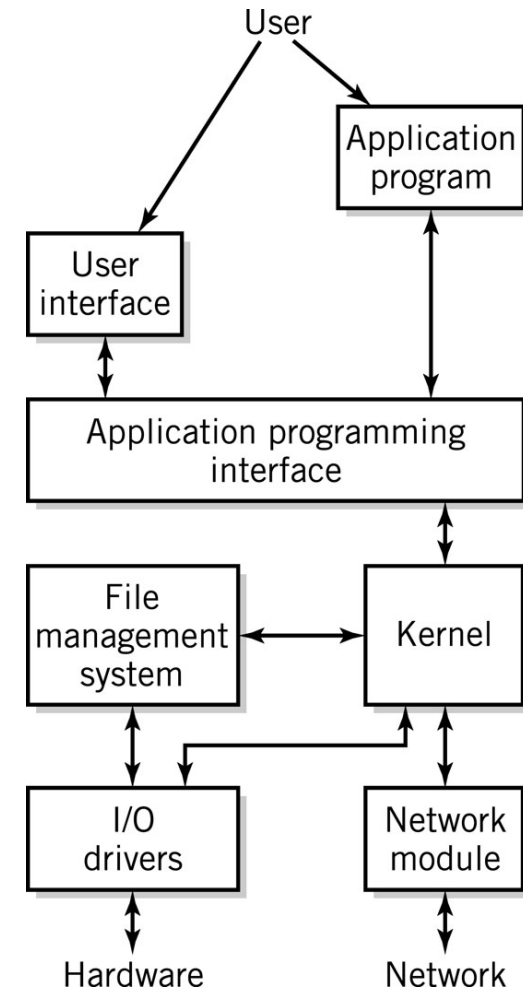 User
Application
program
User
interface
Application programming
interface
File
management
system
Kernel
I/O
drivers
Network
module
Hardware
Network